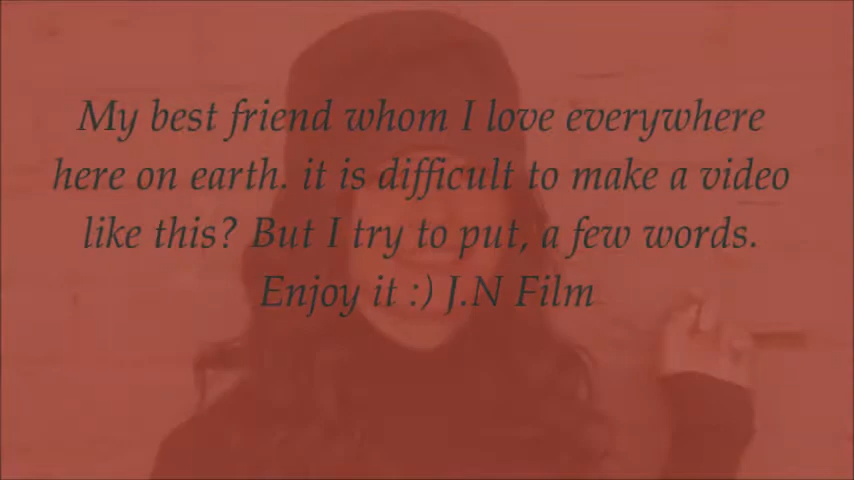 My best friend whom I love everywhere
here on earth. it is difficult to make a video
like this? But I try to put, a few words.
Enjoy it :) J.N Film